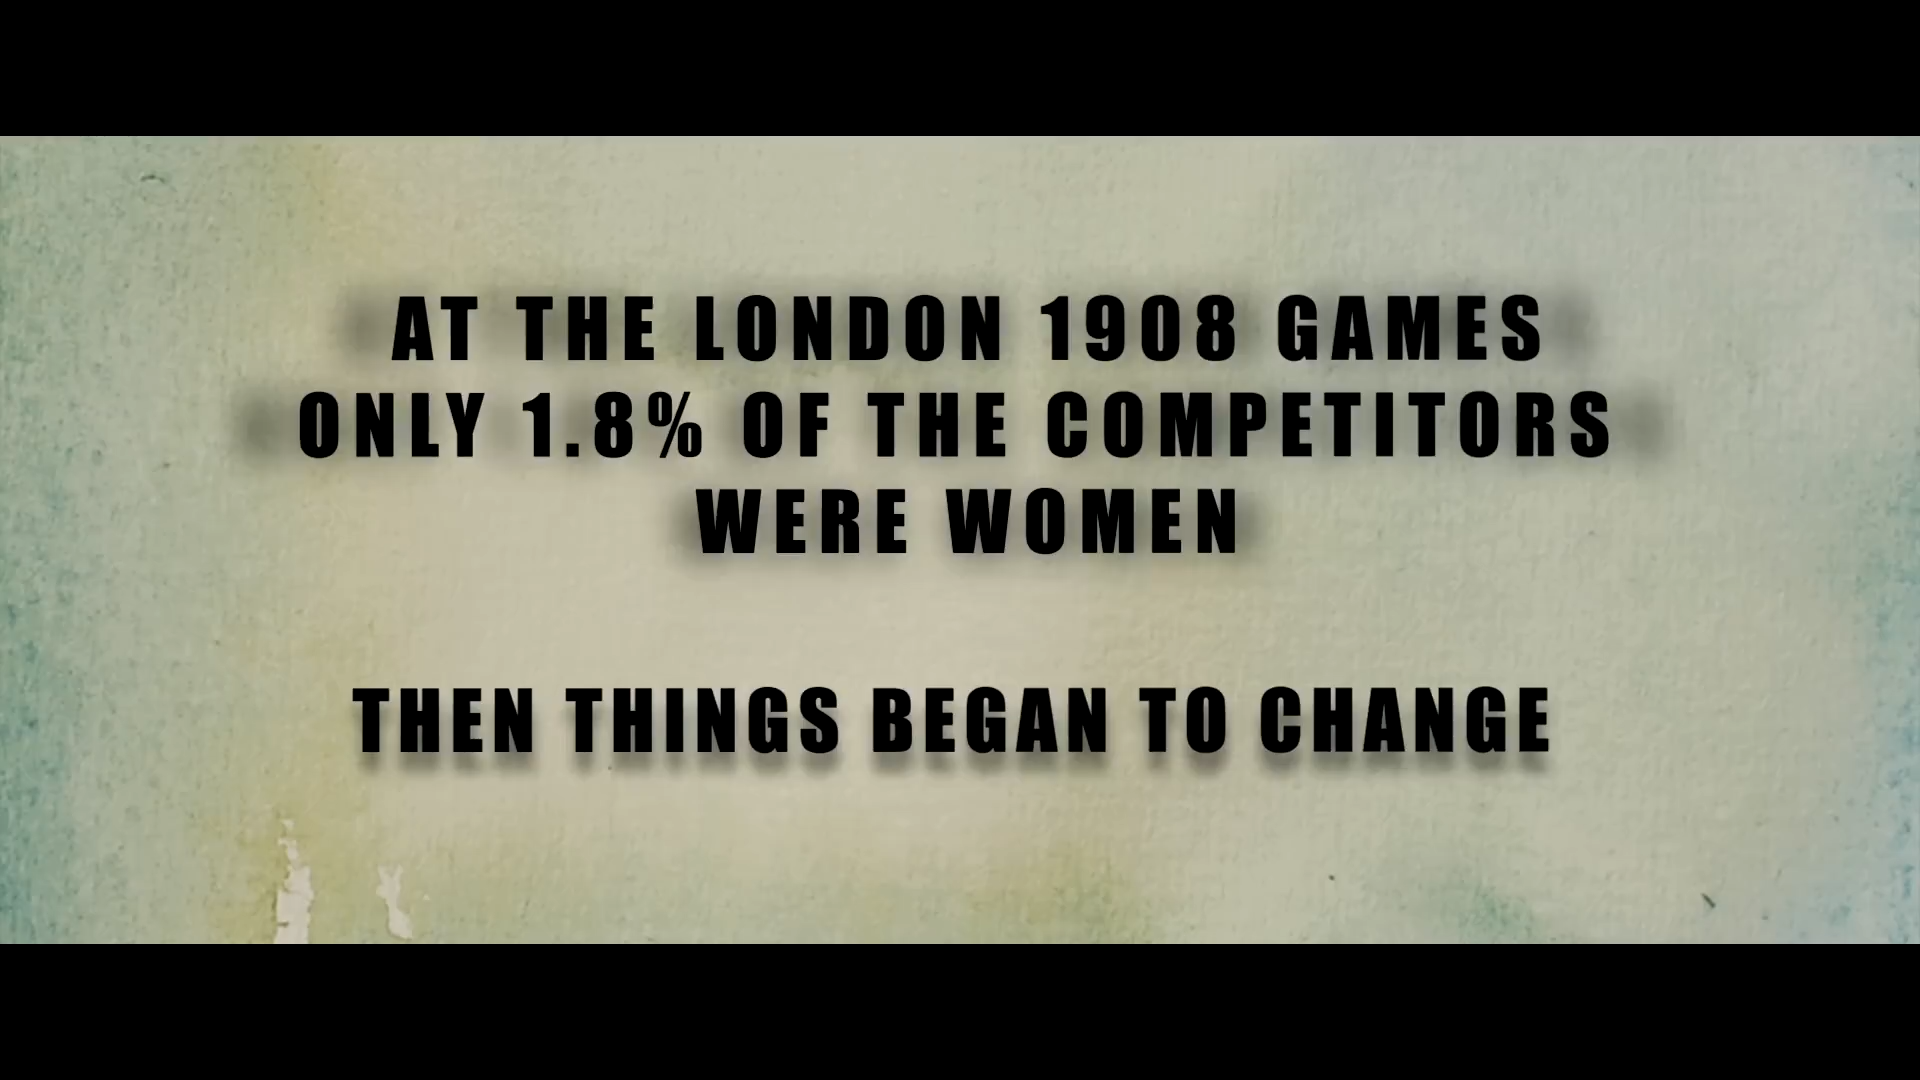 AT THE LONDON 1908 GAMES
ONLY 1.8% OF THE COMPETITORS
WERE WOMEN
THEN THINGS BEGAN TO CHANGE